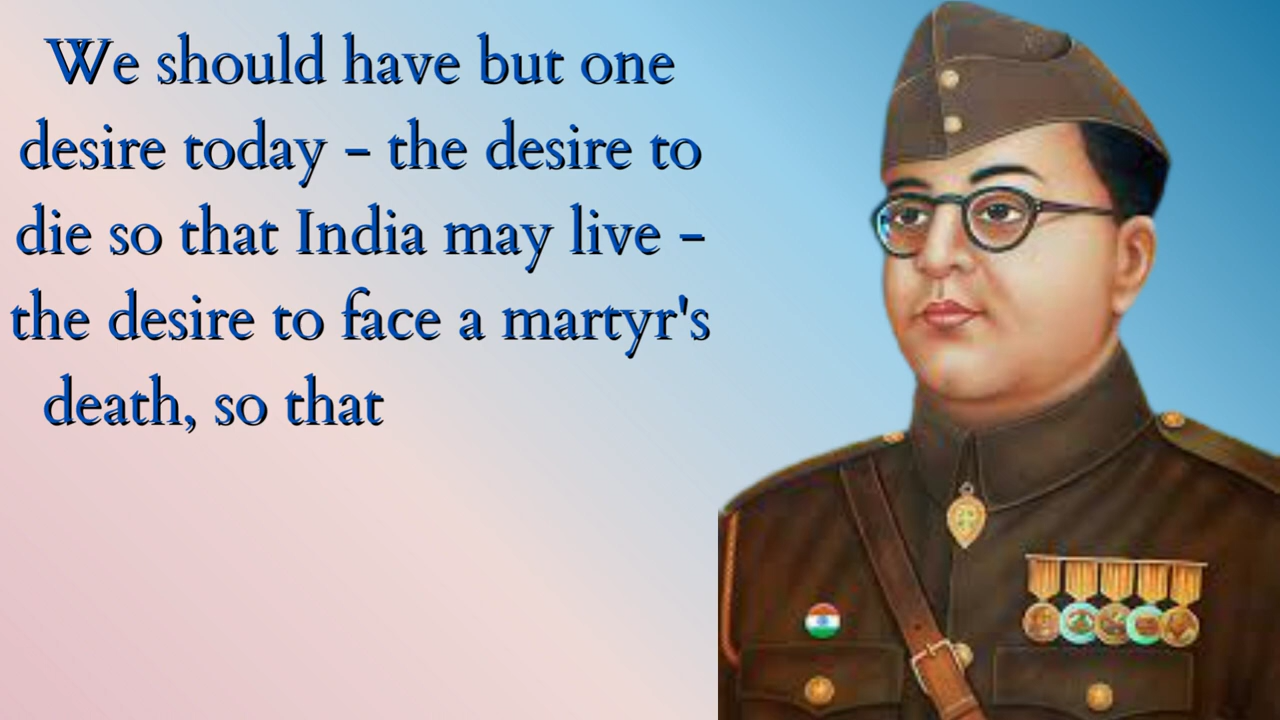 We should have but one
desire today - the desire to
die so that India may live -
the desire to face a martyr's
death, so that